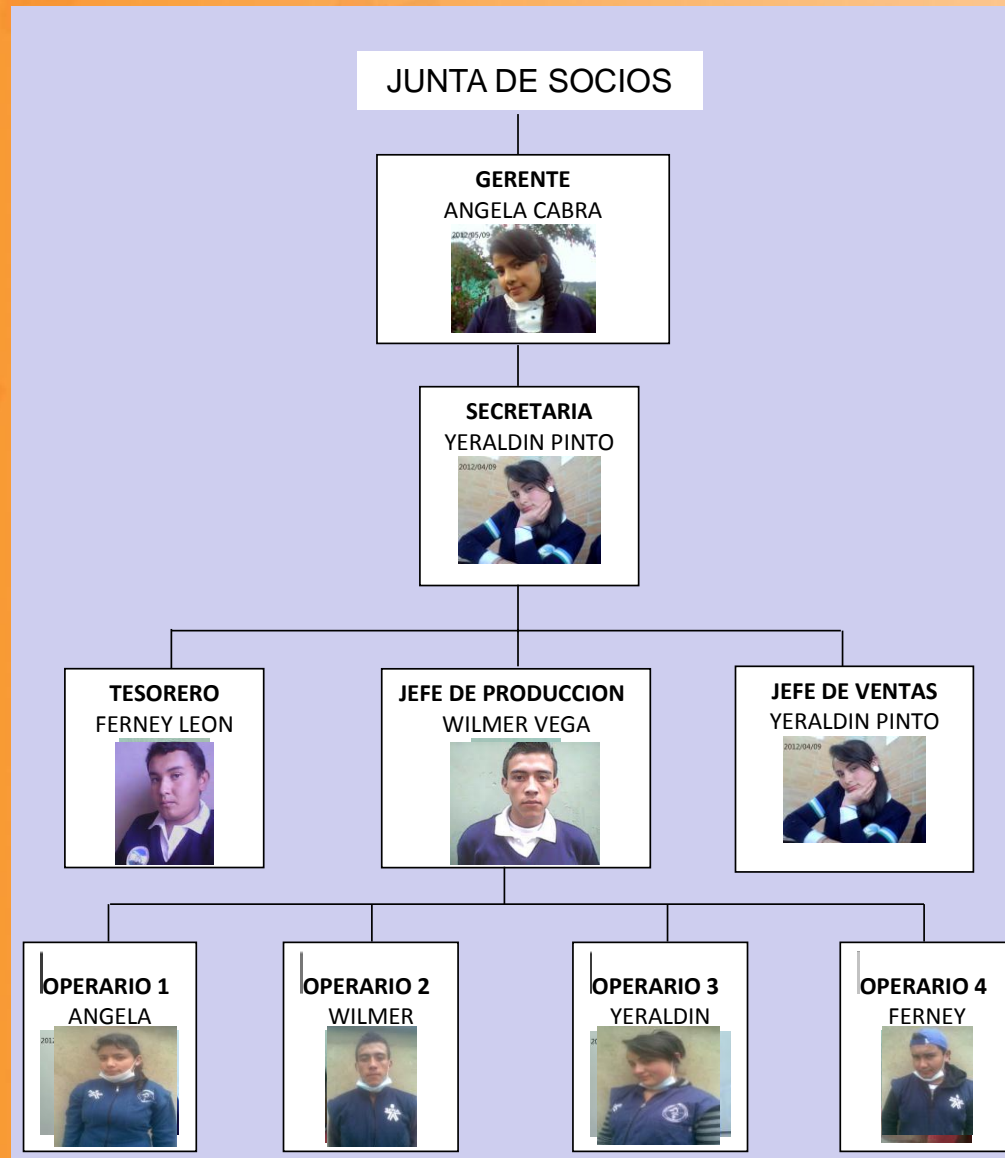 JUNTA DE SOCIOS
GERENTE
ANGELA CABRA
2012/05/09
SECRETARIA
YERALDIN PINTO
2012/04/09
TESORERO
FERNEY LEON
JEFE DE PRODUCCION
WILMER VEGA
JEFE DE VENTAS
YERALDIN PINTO
2012/04/09
OPERARIO 1
ANGELA
OPERARIO 2
WILMER
OPERARIO 3
YERALDIN
OPERARIO 4
FERNEY